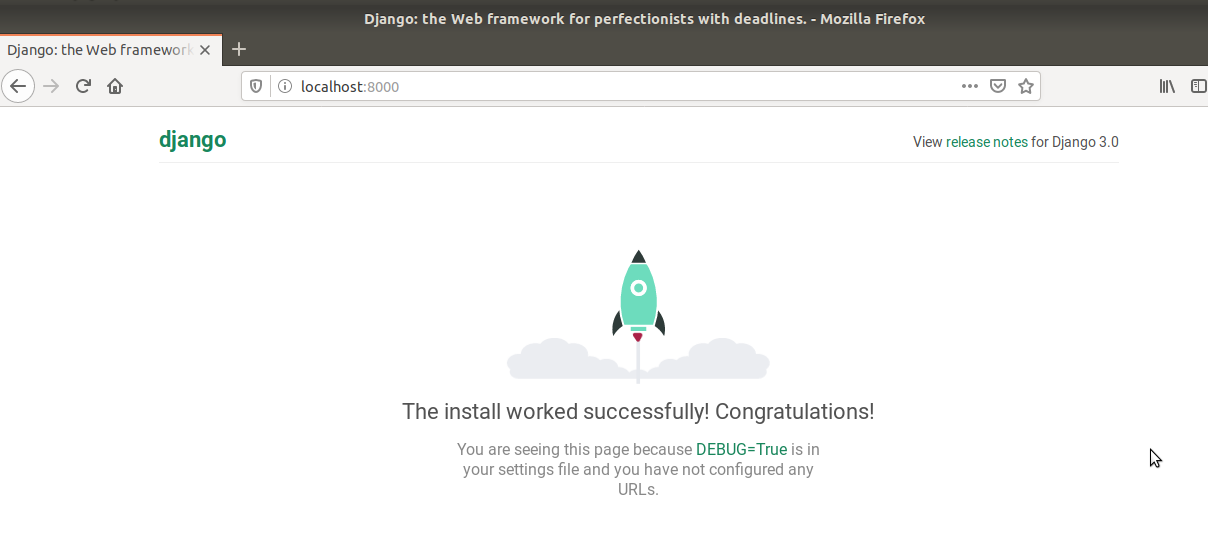 Django: the Web framework for perfectionists with deadlines. - Mozilla Firefox
Django: the Web framework
localhost:8000
django
View release notes for Django 3.0
The install worked successfully! Congratulations!
You are seeing this page because DEBUG=True is in
your settings file and you have not configured any
URLs.